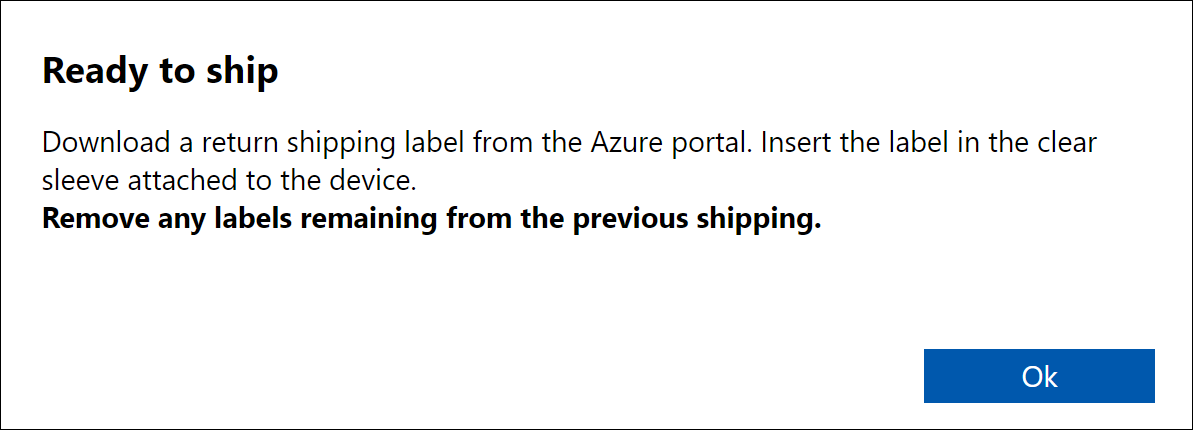 Ready to ship
Download a return shipping label from the Azure portal. Insert the label in the clear
sleeve attached to the device.
Remove any labels remaining from the previous shipping.
Ok